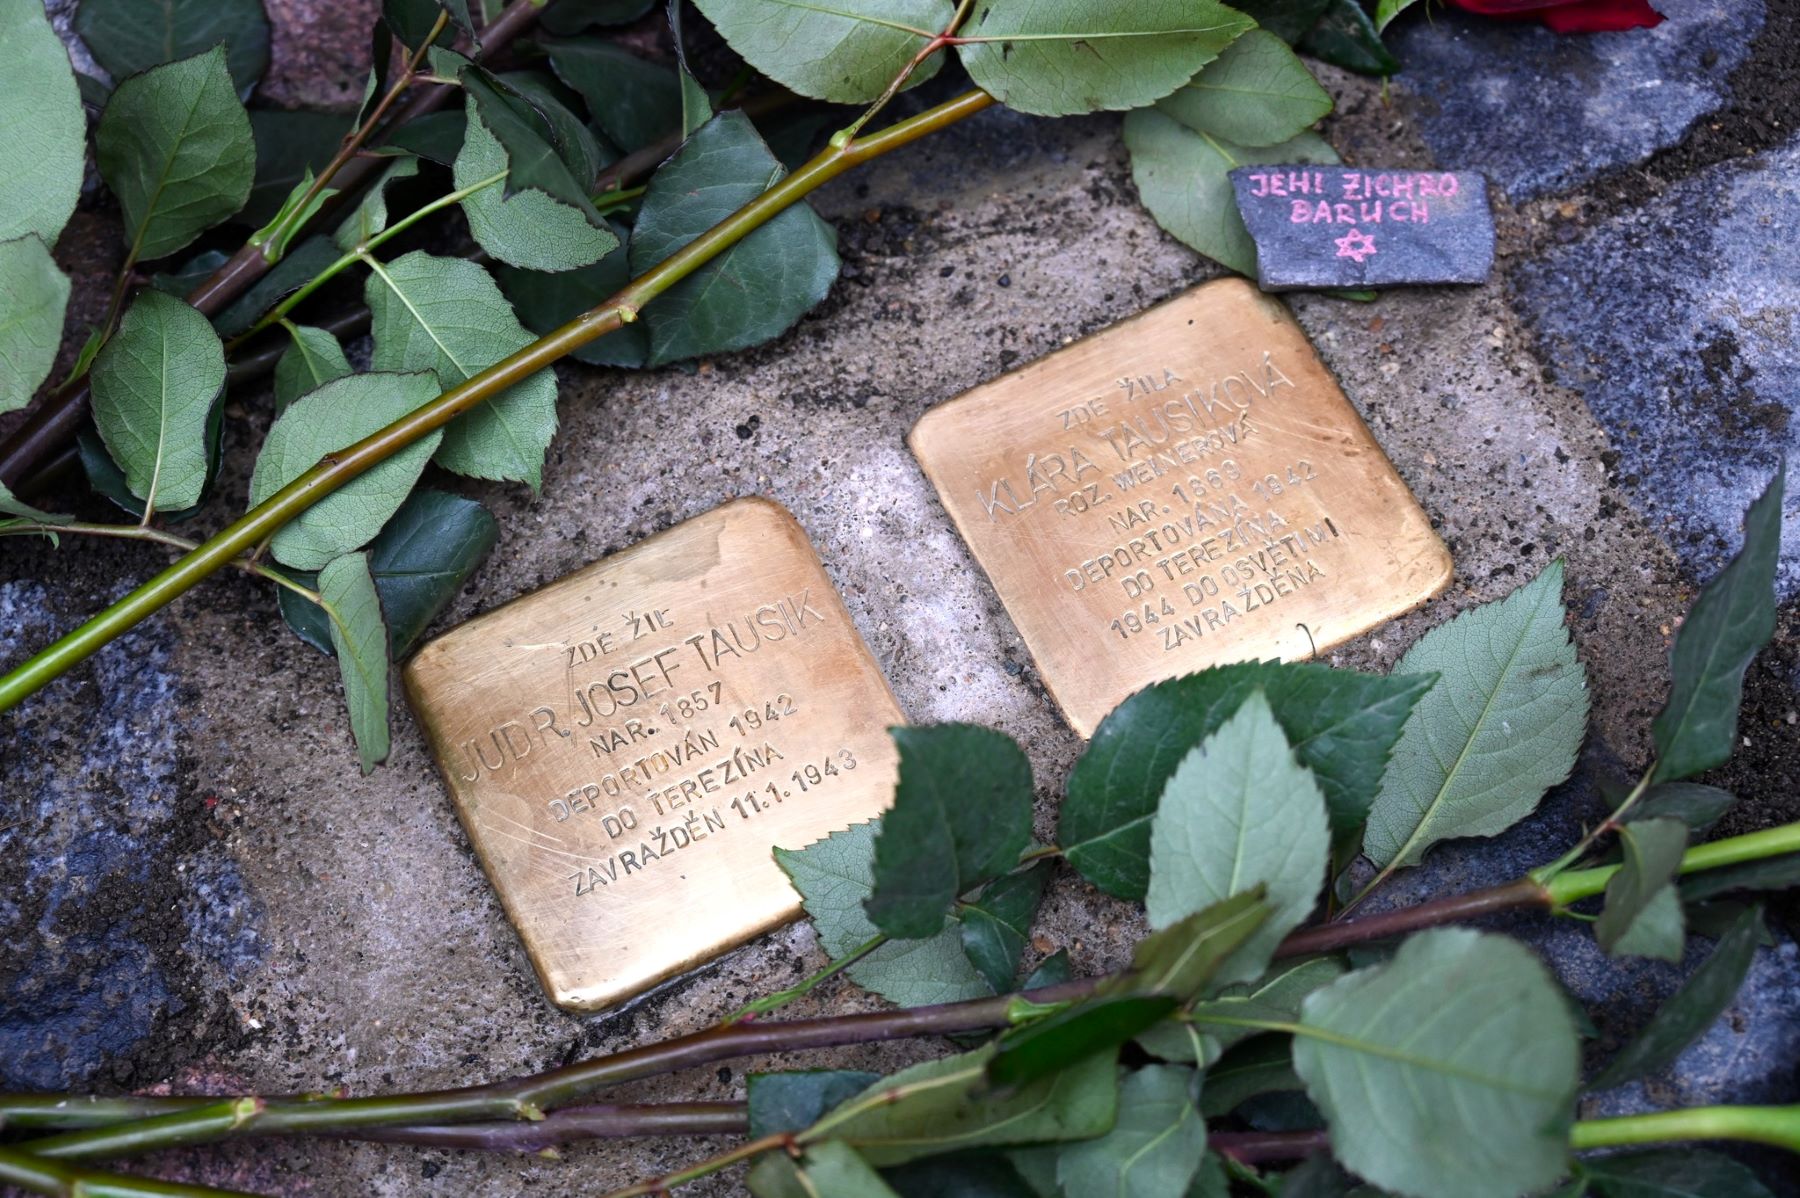 JEHI ZICHRO
BARUCH
ZDE ŽILA
KLÁRA TAUSIKOVÁ
ROZ. WEINEROVÁ
NAR. 1869
DEPORTOVÁNA 1942
DO TEREZÍNA
1944 DO OSVĚTIMI
ZAVRAŽDĚNA
ZDE ŽIL
JUDR. JOSEF TAUSIK
NAR. 1857
DEPORTOVÁN 1942
DO TEREZÍNA
ZAVRAŽDĚN 11.1.1943